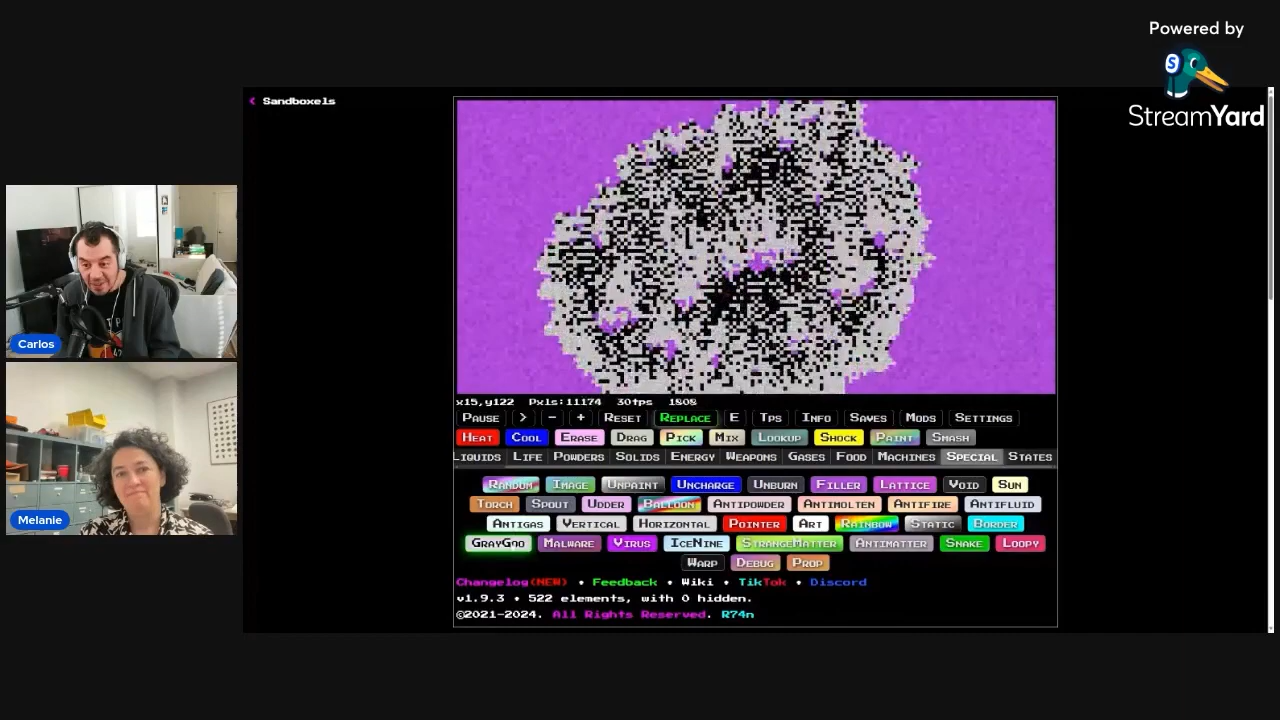 Powered by
StreamYard
< Sandboxels
Carlos
Melanie
x15,y122 Pxls:11174 30tps 1808
PAUSE > - + RESET REPLACE E TPS INFO SAVES MODS SETTINGS
HEAT COOL ERASE DRAG PICK MIX LOOKUP SHOCK PAINT SMASH
LIQUIDS LIFE POWDERS SOLIDS ENERGY WEAPONS GASES FOOD MACHINES SPECIAL STATES
RANDOM IMAGE UNPAINT UNCHARGE UNBURN FILLER LATTICE VOID SUN
TORCH SPOUT UDDER BALLOON ANTIPOWDER ANTIMOLTEN ANTIFIRE ANTIFLUID
ANTIGAS VERTICAL HORIZONTAL POINTER ART RAINBOW STATIC BORDER
GRAYGOO MALWARE VIRUS ICENINE STRANGEMATTER ANTIMATTER SNAKE LOOPY
WARP DEBUG PROP
Changelog(NEW) • Feedback • Wiki • TikTok • Discord
v1.9.3 • 522 elements, with 0 hidden.
©2021-2024. All Rights Reserved. R74n